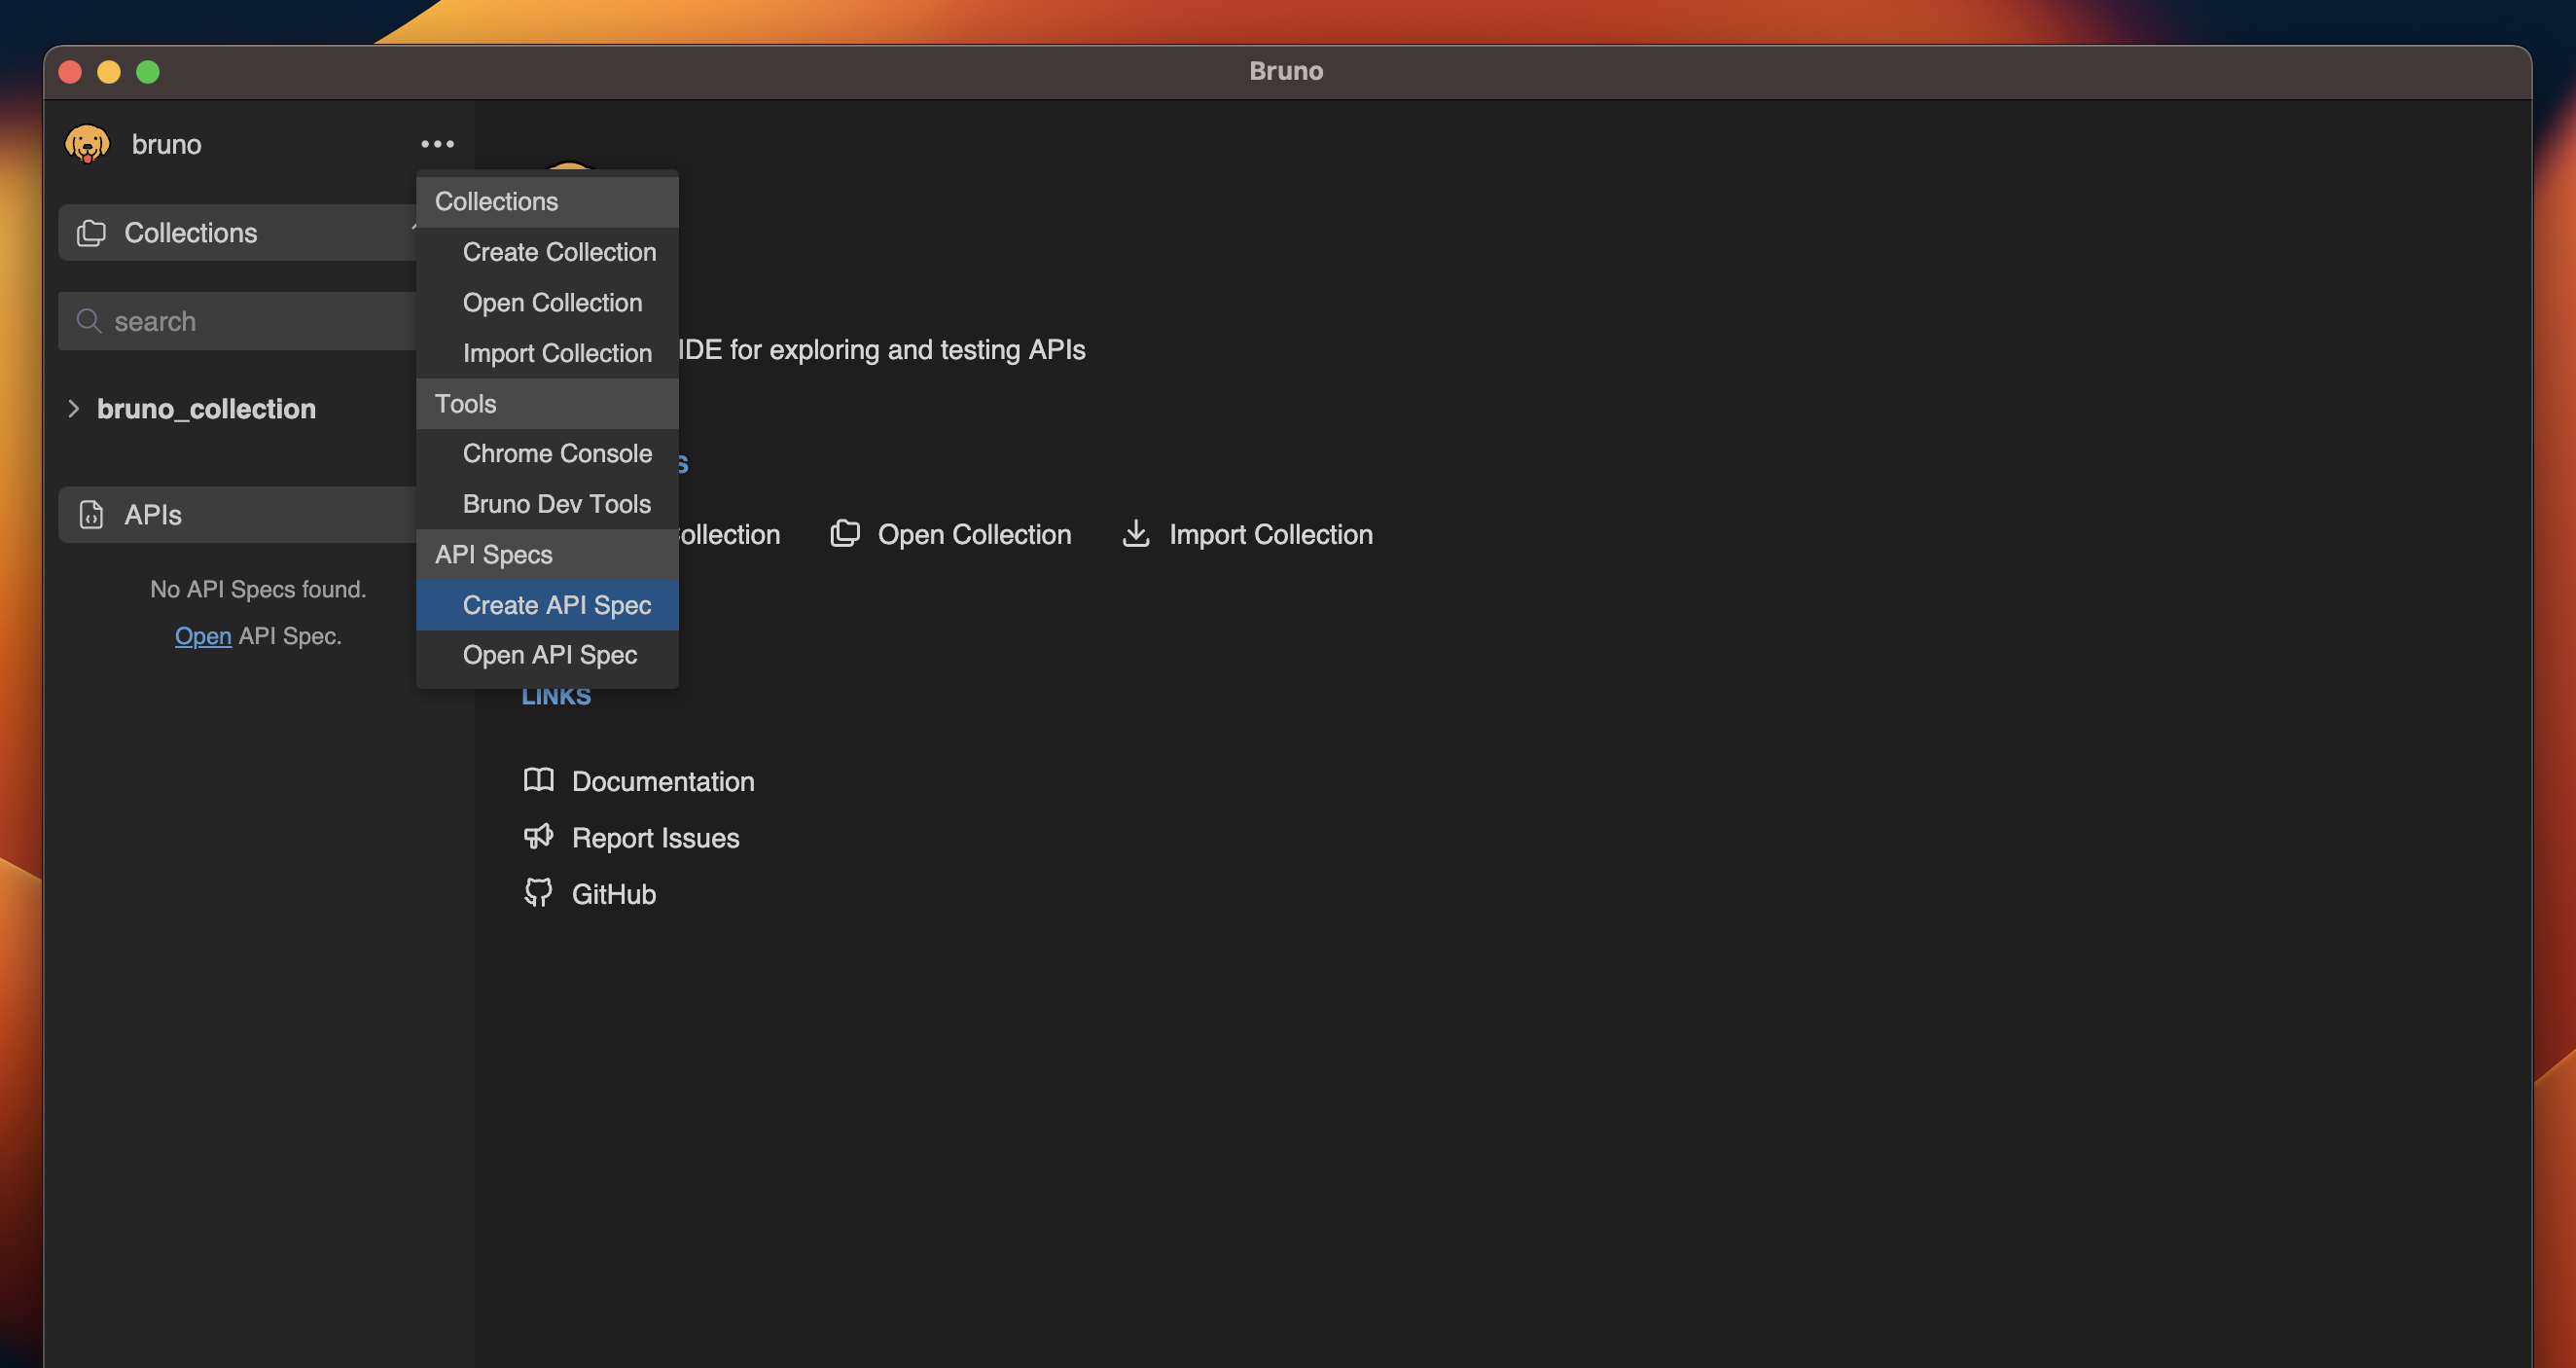 Bruno
bruno
Collections
search
bruno_collection
APIs
No API Specs found.
Open API Spec.
Collections
Create Collection
Open Collection
Import Collection
Tools
Chrome Console
Bruno Dev Tools
API Specs
Create API Spec
Open API Spec
IDE for exploring and testing APIs
Open Collection
Import Collection
LINKS
Documentation
Report Issues
GitHub